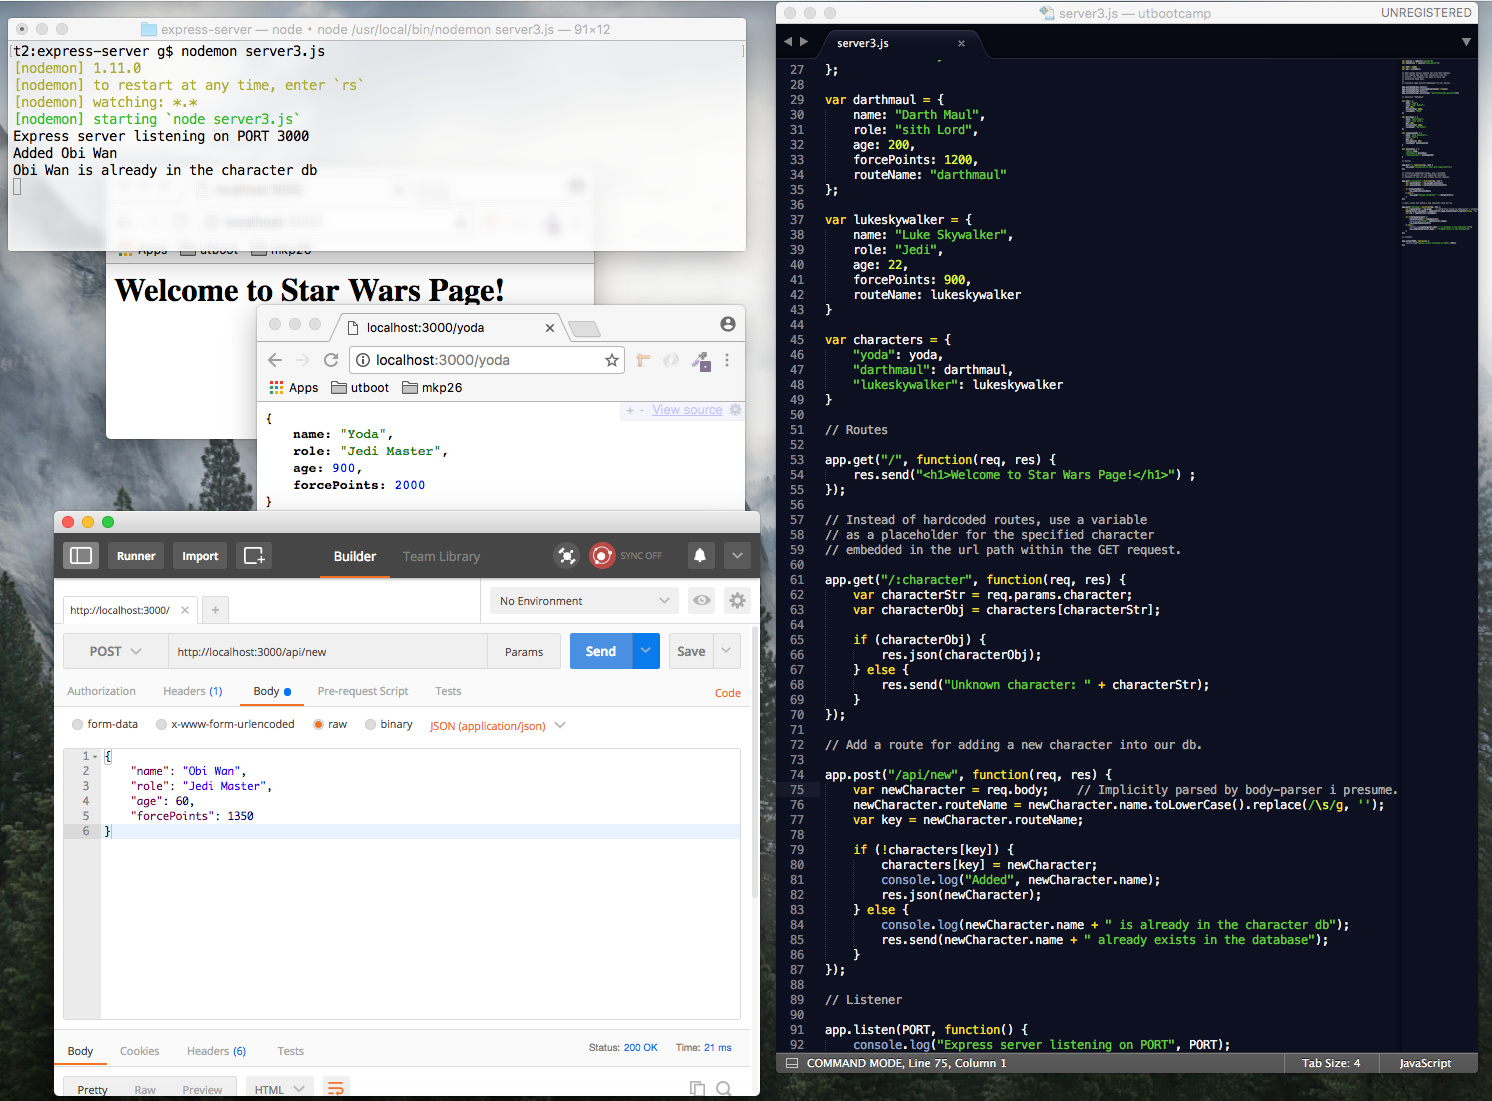 express-server — node • node /usr/local/bin/nodemon server3.js — 91×12
t2:express-server g$ nodemon server3.js
[nodemon] 1.11.0
[nodemon] to restart at any time, enter `rs`
[nodemon] watching: *.*
[nodemon] starting `node server3.js`
Express server listening on PORT 3000
Added Obi Wan
Obi Wan is already in the character db
Apps utboot mkp26
Welcome to Star Wars Page!
localhost:3000/yoda
localhost:3000/yoda
Apps utboot mkp26
+ - View source
{
name: "Yoda",
role: "Jedi Master",
age: 900,
forcePoints: 2000
}
Runner Import Builder Team Library SYNC OFF
http://localhost:3000/ No Environment
POST http://localhost:3000/api/new Params Send Save
Authorization Headers (1) Body Pre-request Script Tests Code
form-data x-www-form-urlencoded raw binary JSON (application/json)
1 {
2 "name": "Obi Wan",
3 "role": "Jedi Master",
4 "age": 60,
5 "forcePoints": 1350
6 }
Body Cookies Headers (6) Tests Status: 200 OK Time: 21 ms
Pretty Raw Preview HTML
server3.js — utbootcamp UNREGISTERED
server3.js
27 };
28
29 var darthmaul = {
30 name: "Darth Maul",
31 role: "sith Lord",
32 age: 200,
33 forcePoints: 1200,
34 routeName: "darthmaul"
35 };
36
37 var lukeskywalker = {
38 name: "Luke Skywalker",
39 role: "Jedi",
40 age: 22,
41 forcePoints: 900,
42 routeName: lukeskywalker
43 }
44
45 var characters = {
46 "yoda": yoda,
47 "darthmaul": darthmaul,
48 "lukeskywalker": lukeskywalker
49 }
50
51 // Routes
52
53 app.get("/", function(req, res) {
54 res.send("<h1>Welcome to Star Wars Page!</h1>") ;
55 });
56
57 // Instead of hardcoded routes, use a variable
58 // as a placeholder for the specified character
59 // embedded in the url path within the GET request.
60
61 app.get("/:character", function(req, res) {
62 var characterStr = req.params.character;
63 var characterObj = characters[characterStr];
64
65 if (characterObj) {
66 res.json(characterObj);
67 } else {
68 res.send("Unknown character: " + characterStr);
69 }
70 });
71
72 // Add a route for adding a new character into our db.
73
74 app.post("/api/new", function(req, res) {
75 var newCharacter = req.body; // Implicitly parsed by body-parser i presume.
76 newCharacter.routeName = newCharacter.name.toLowerCase().replace(/\s/g, '');
77 var key = newCharacter.routeName;
78
79 if (!characters[key]) {
80 characters[key] = newCharacter;
81 console.log("Added", newCharacter.name);
82 res.json(newCharacter);
83 } else {
84 console.log(newCharacter.name + " is already in the character db");
85 res.send(newCharacter.name + " already exists in the database");
86 }
87 });
88
89 // Listener
90
91 app.listen(PORT, function() {
92 console.log("Express server listening on PORT", PORT);
COMMAND MODE, Line 75, Column 1 Tab Size: 4 JavaScript